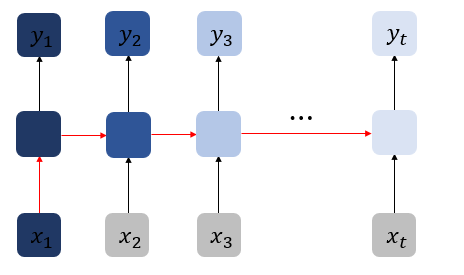 y₁ y₂ y₃ yₜ
...
x₁ x₂ x₃ xₜ